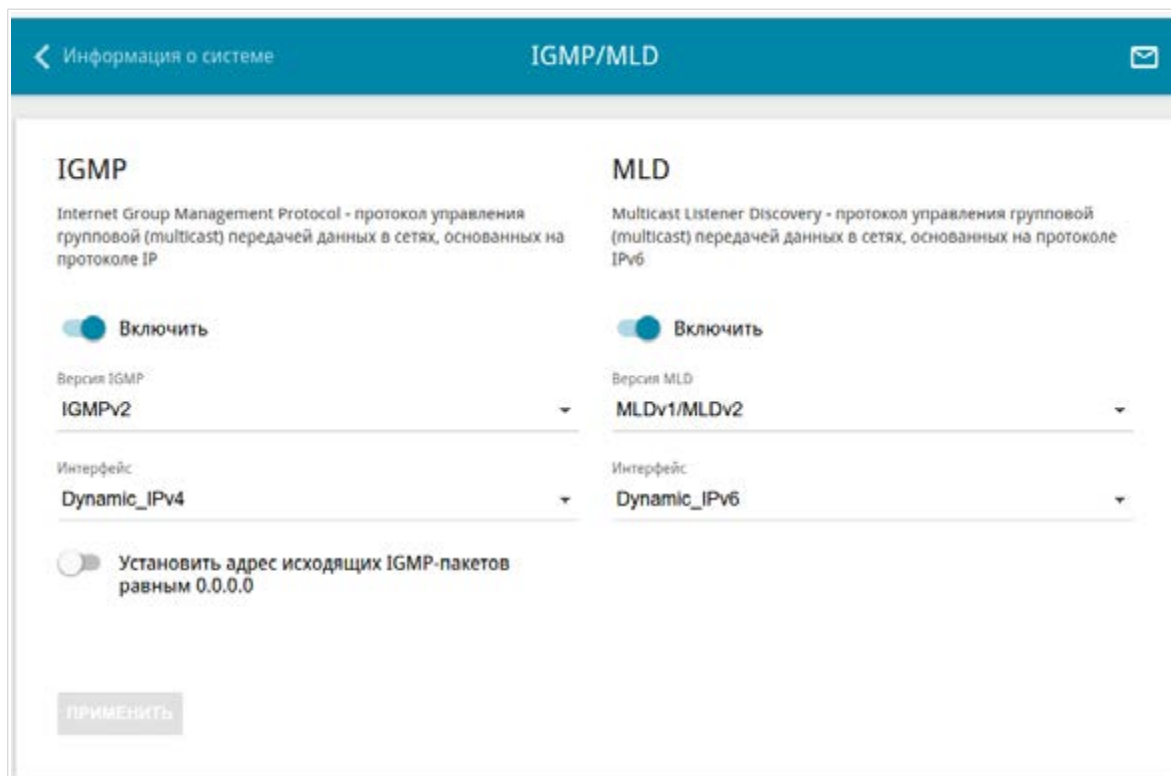 Информация о системе
IGMP/MLD
IGMP
Internet Group Management Protocol - протокол управления
групповой (multicast) передачей данных в сетях, основанных на
протоколе IP
Включить
Версия IGMP
IGMPv2
Интерфейс
Dynamic_IPv4
Установить адрес исходящих IGMP-пакетов
равным 0.0.0.0
ПРИМЕНИТЬ
MLD
Multicast Listener Discovery - протокол управления групповой
(multicast) передачей данных в сетях, основанных на протоколе
IPv6
Включить
Версия MLD
MLDv1/MLDv2
Интерфейс
Dynamic_IPv6